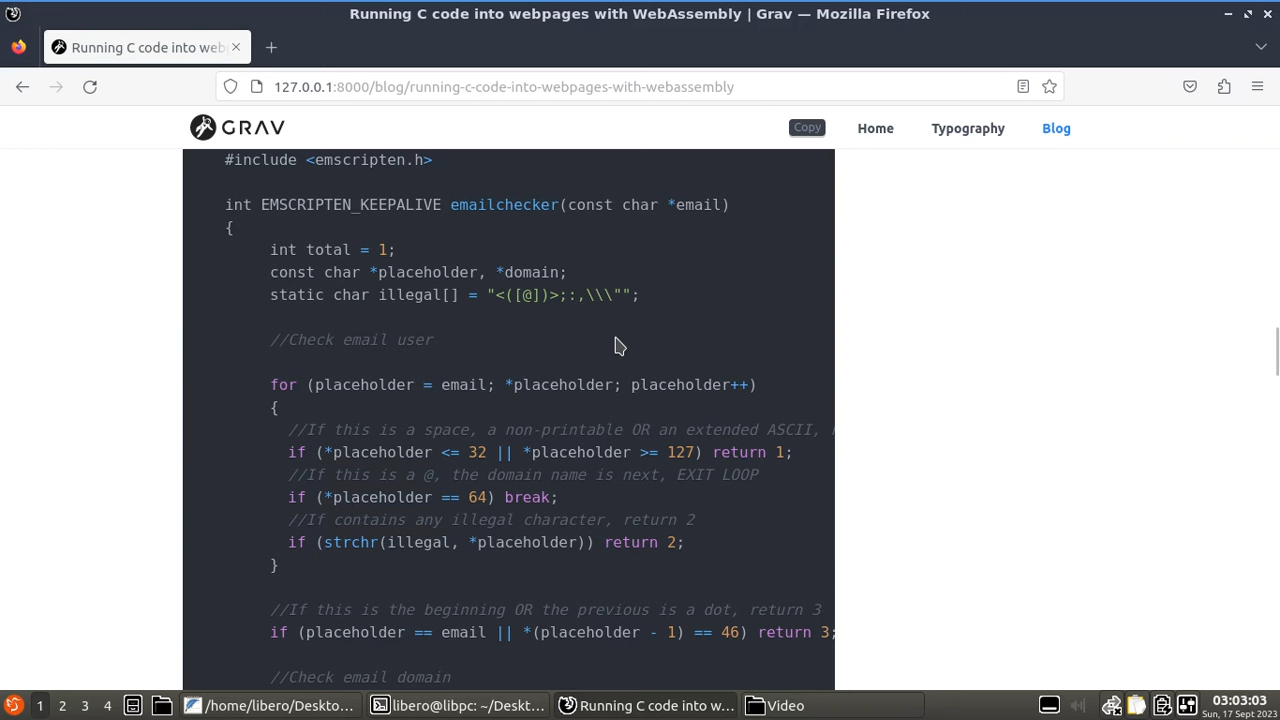 Running C code into webpages with WebAssembly | Grav — Mozilla Firefox
Running C code into web
127.0.0.1:8000/blog/running-c-code-into-webpages-with-webassembly
GRAV
Copy
Home
Typography
Blog
#include <emscripten.h>
int EMSCRIPTEN_KEEPALIVE emailchecker(const char *email)
{
int total = 1;
const char *placeholder, *domain;
static char illegal[] = "<([@])>;:,\\\"";
//Check email user
for (placeholder = email; *placeholder; placeholder++)
{
//If this is a space, a non-printable OR an extended ASCII,
if (*placeholder <= 32 || *placeholder >= 127) return 1;
//If this is a @, the domain name is next, EXIT LOOP
if (*placeholder == 64) break;
//If contains any illegal character, return 2
if (strchr(illegal, *placeholder)) return 2;
}
//If this is the beginning OR the previous is a dot, return 3
if (placeholder == email || *(placeholder - 1) == 46) return 3;
//Check email domain
1
2
3
4
/home/libero/Deskto...
libero@libpc: ~/Deskto...
Running C code into w...
Video
03:03:03
Sun, 17 Sept 2023